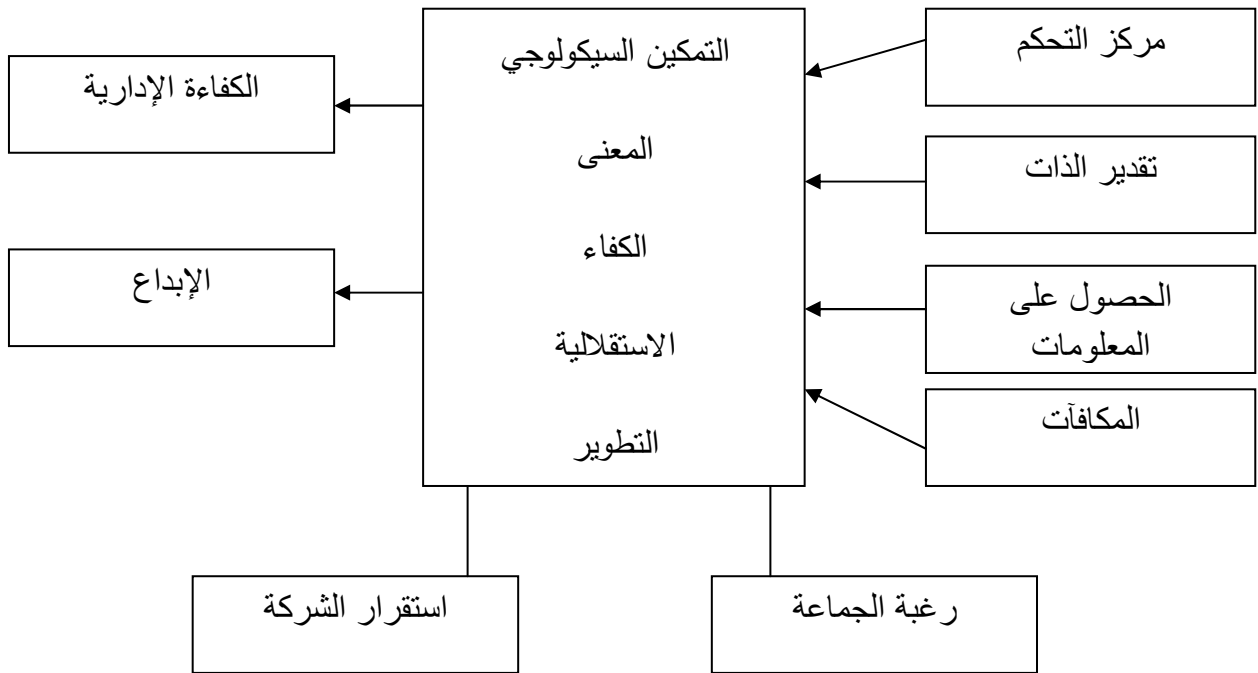 مركز التحكم
تقدير الذات
الحصول على
المعلومات
المكافآت
التمكين السيكولوجي
المعنى
الكفاء
الاستقلالية
التطوير
الكفاءة الإدارية
الإبداع
رغبة الجماعة
استقرار الشركة